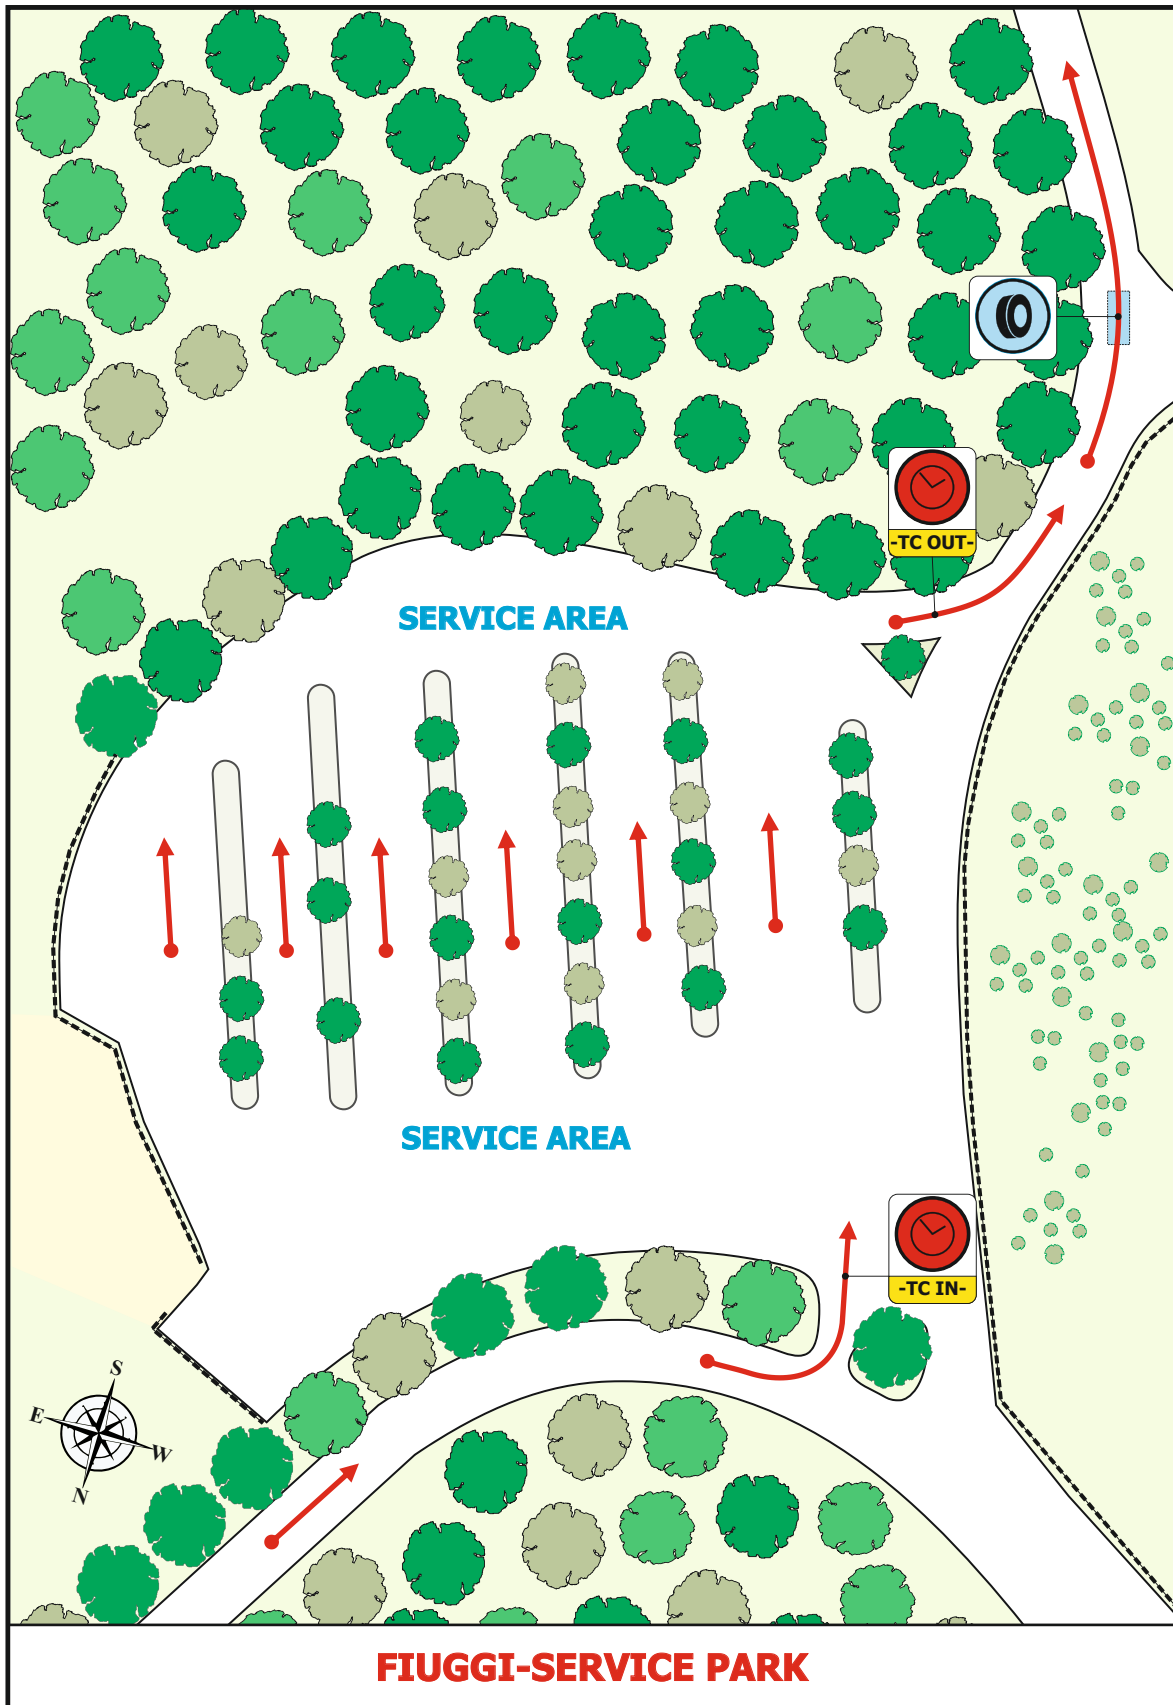 -TC OUT-
SERVICE AREA
SERVICE AREA
-TC IN-
S
E
W
N
FIUGGI-SERVICE PARK